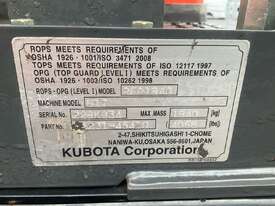 ROPS MEETS REQUIREMENTS OF
OSHA 1926 - 1001/ISO 3471 2008
TOPS MEETS REQUIREMENTS OF ISO 12117 1997
OPG (TOP GUARD LEVEL I) MEETS REQUIREMENTS OF
OSHA 1926 - 1003/ISO 10262 1998
ROPS - OPG (LEVEL I) MODEL
MACHINE MODEL
MAX MASS
(kg)
SERIAL No.
(lbs)
2-47, SHIKITSUHIGASHI 1-CHOME
NANIWA-KU, OSAKA 556-8601, JAPAN
KUBOTA Corporation